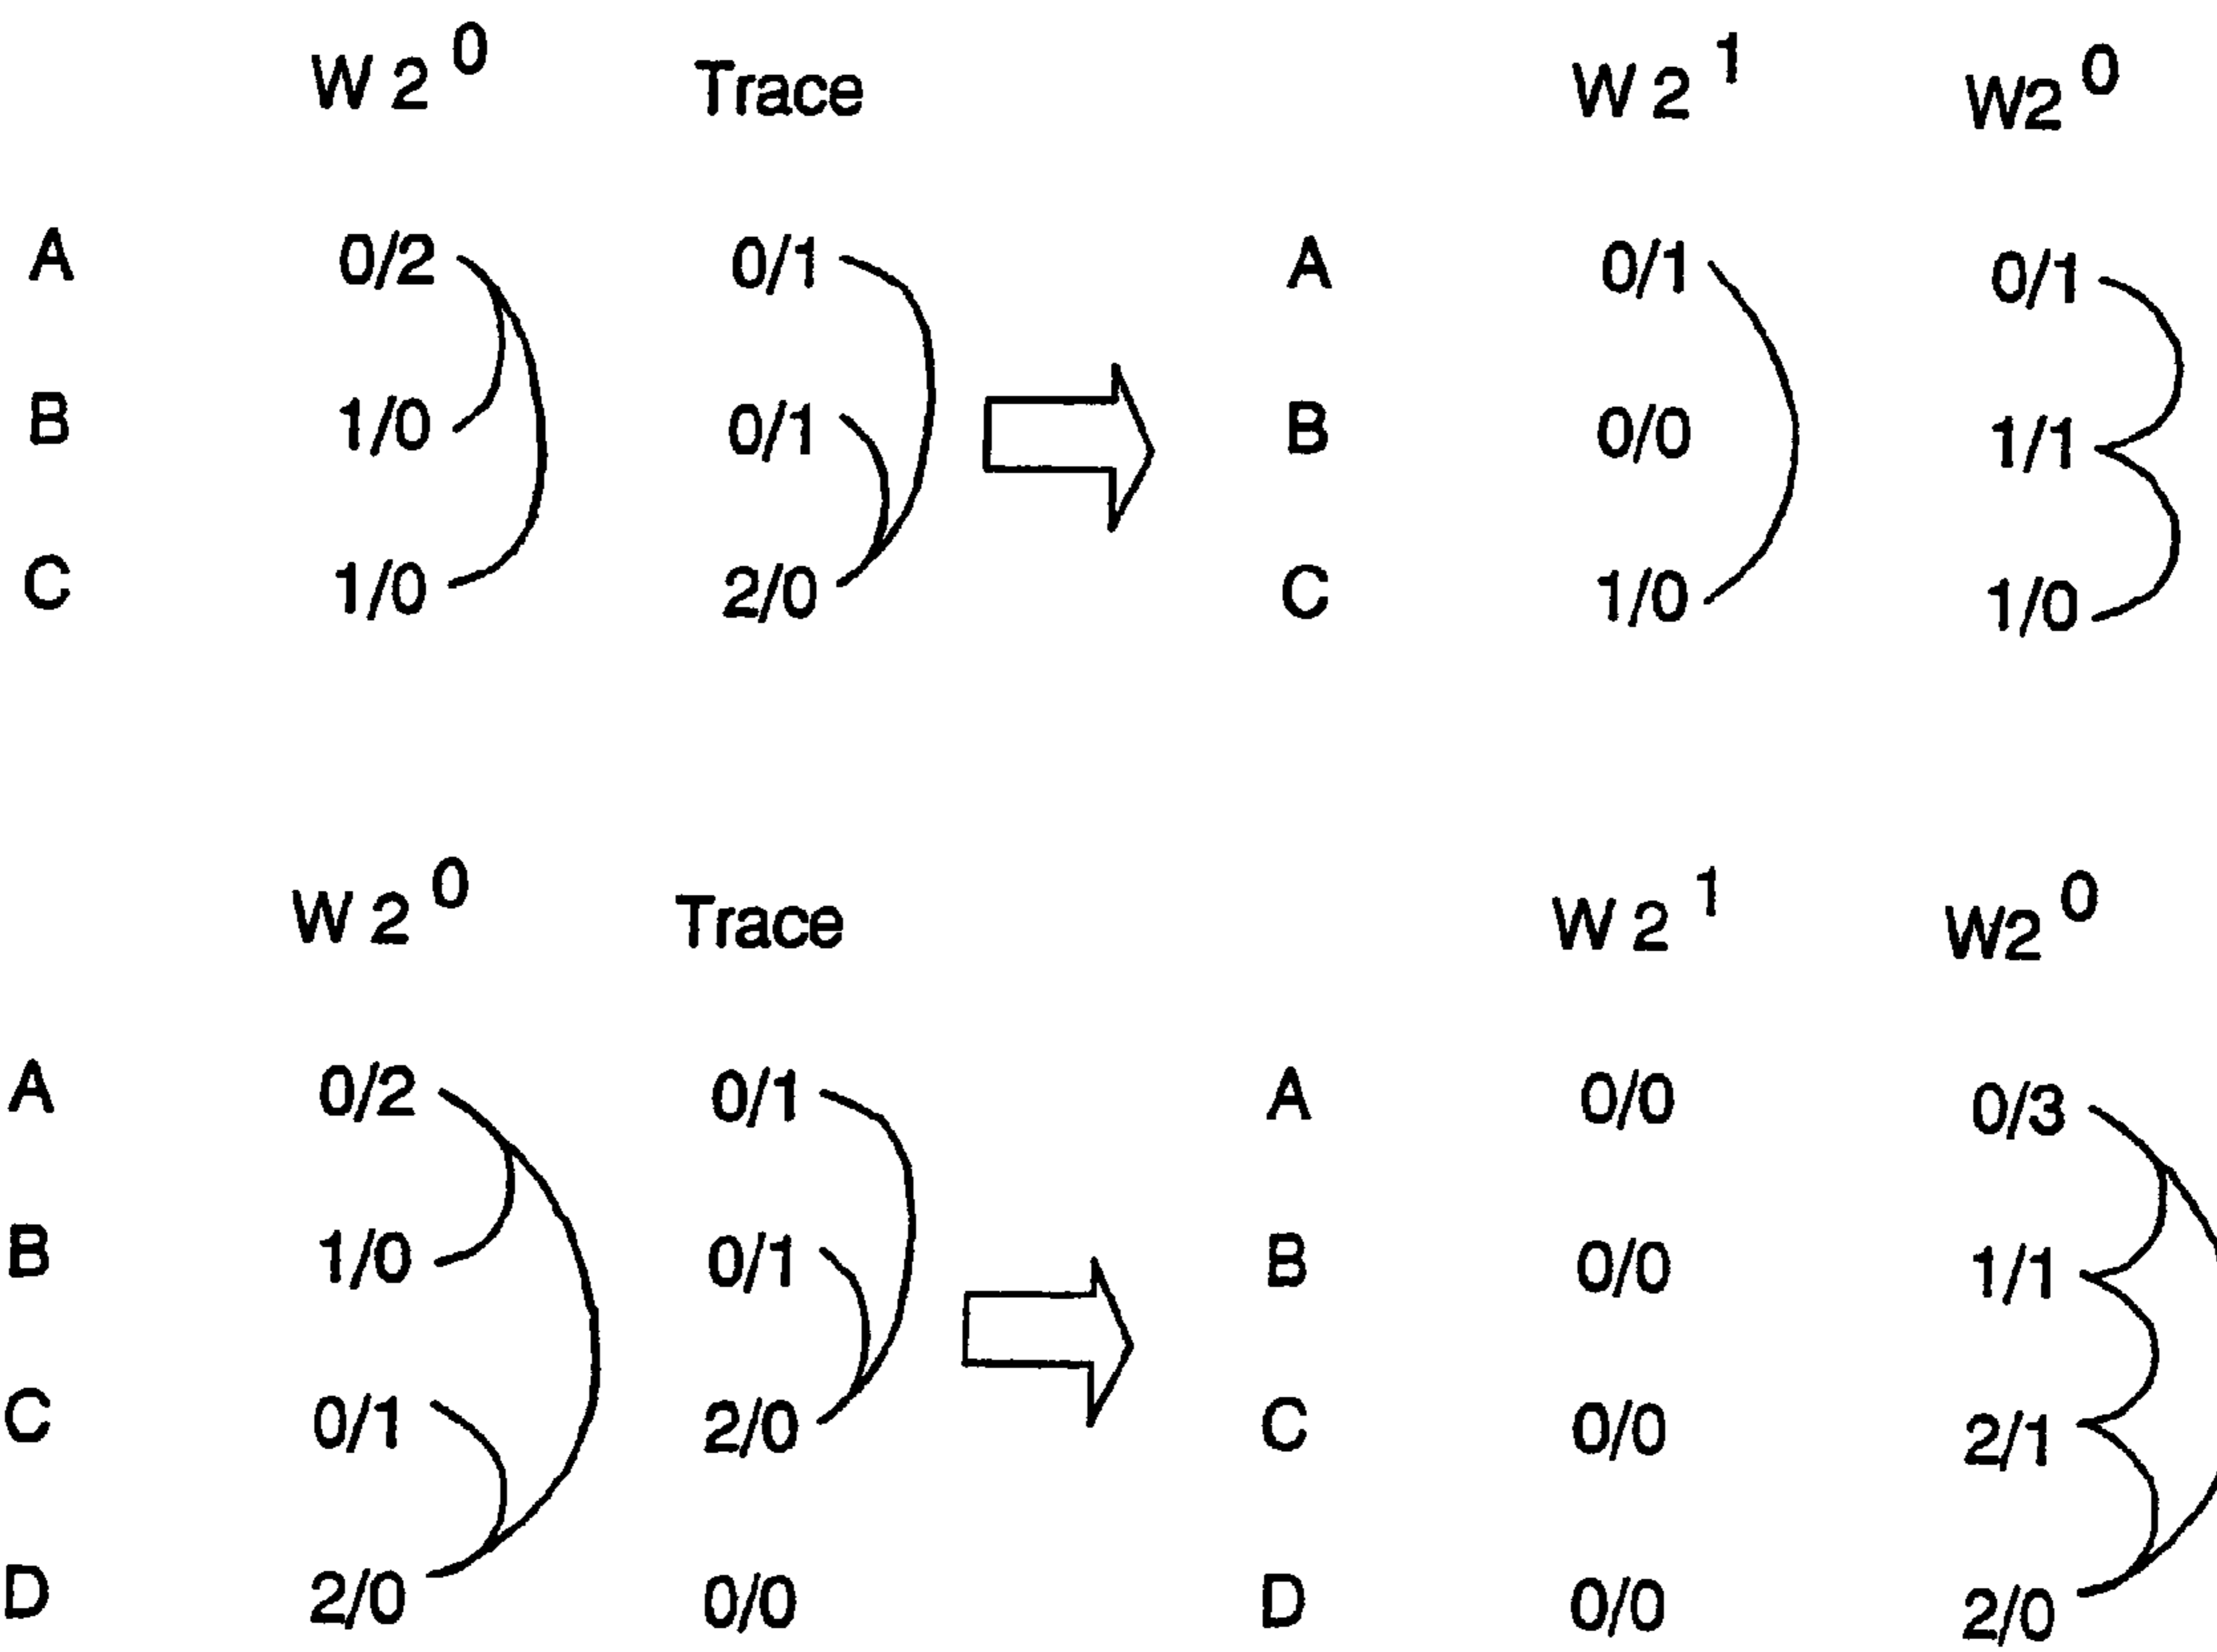 W 2 0 Trace W 2 1 W2 0
A 0/2 0/1 A 0/1 0/1
B 1/0 0/1 B 0/0 1/1
C 1/0 2/0 C 1/0 1/0
W 2 0 Trace W 2 1 W2 0
A 0/2 0/1 A 0/0 0/3
B 1/0 0/1 B 0/0 1/1
C 0/1 2/0 C 0/0 2/1
D 2/0 0/0 D 0/0 2/0